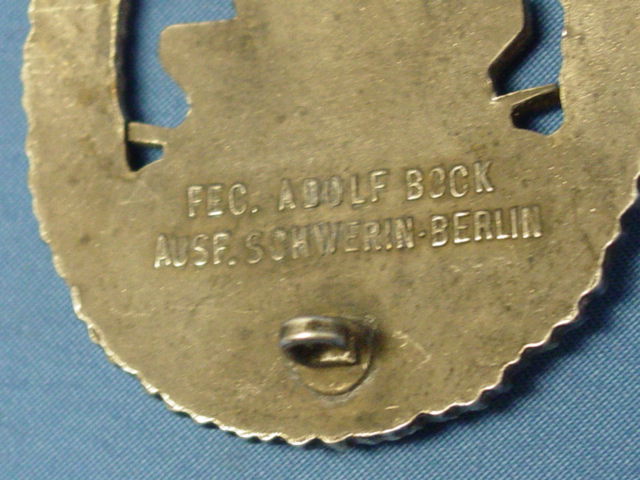 FEC. ADOLF BOCK
AUSF. SCHWERIN-BERLIN